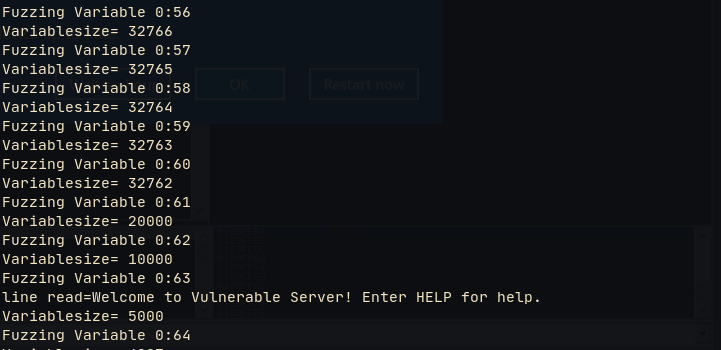 Fuzzing Variable 0:56
Variablesize= 32766
Fuzzing Variable 0:57
Variablesize= 32765
Fuzzing Variable 0:58
OK
Restart now
Variablesize= 32764
Fuzzing Variable 0:59
Variablesize= 32763
Fuzzing Variable 0:60
Variablesize= 32762
Fuzzing Variable 0:61
Variablesize= 20000
Fuzzing Variable 0:62
Variablesize= 10000
Fuzzing Variable 0:63
line read=Welcome to Vulnerable Server! Enter HELP for help.
Variablesize= 5000
Fuzzing Variable 0:64